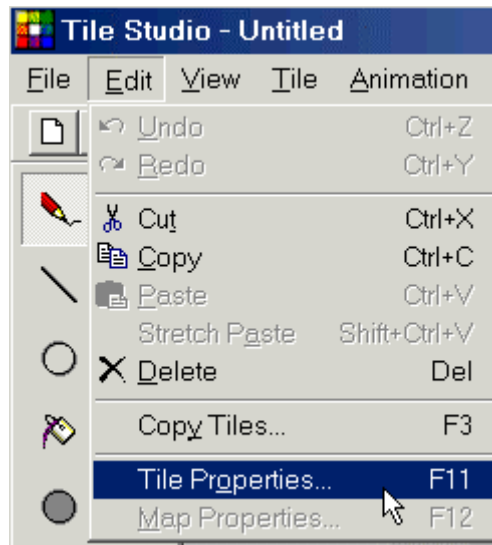 Tile Studio - Untitled
File Edit View Tile Animation
Undo Ctrl+Z
Redo Ctrl+Y
Cut Ctrl+X
Copy Ctrl+C
Paste Ctrl+V
Stretch Paste Shift+Ctrl+V
Delete Del
Copy Tiles... F3
Tile Properties... F11
Map Properties... F12